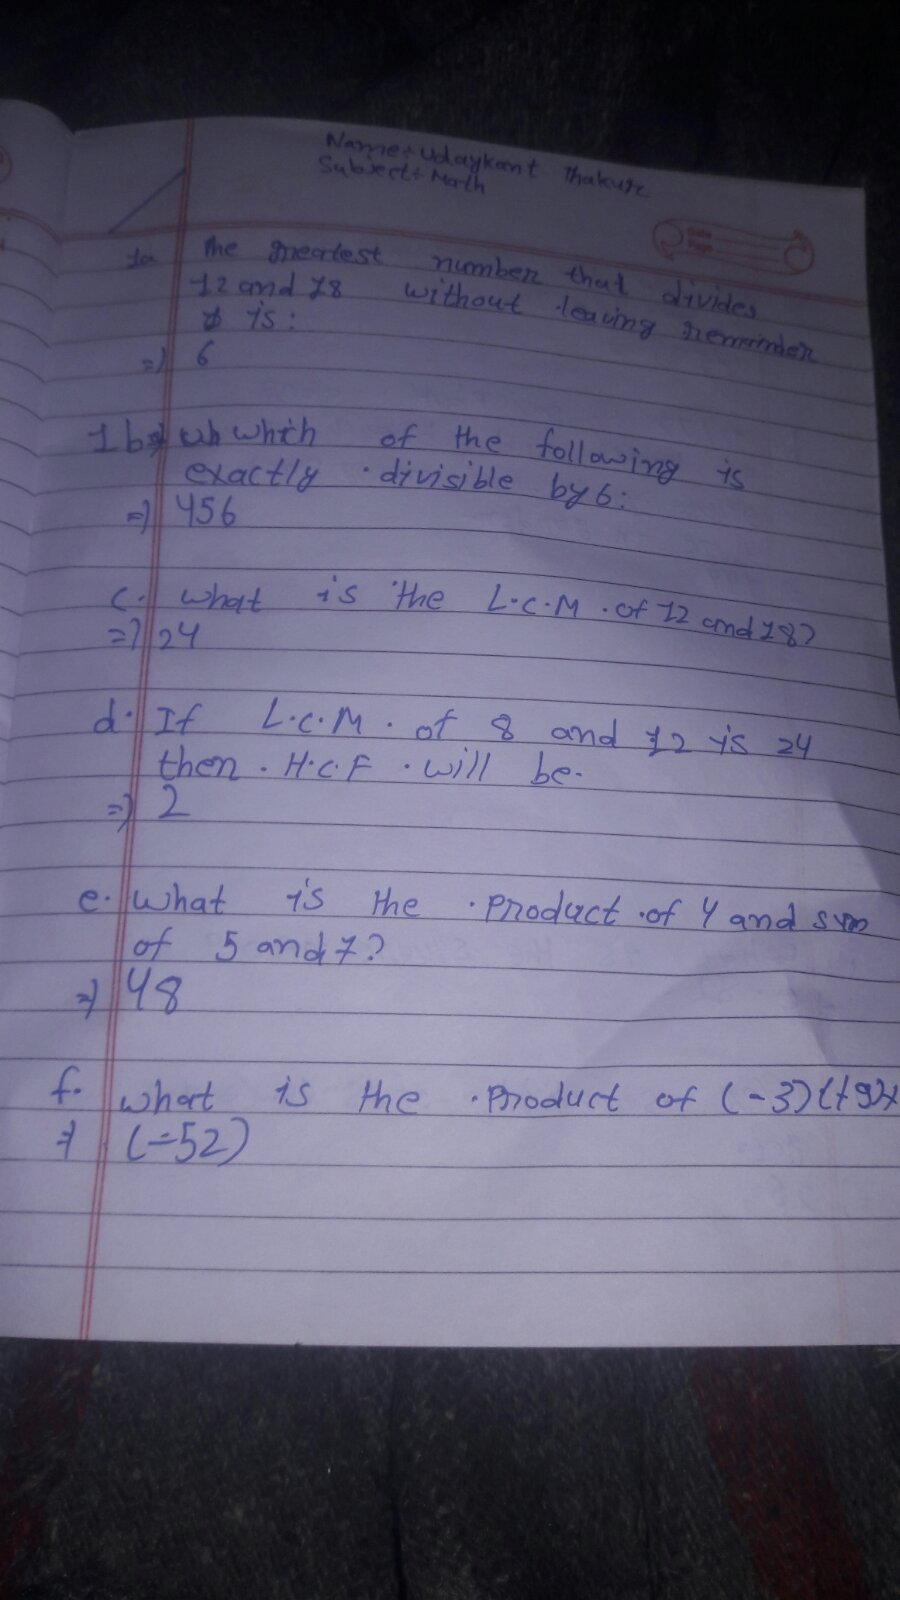 Name: Udaykant Thakur
Subject: Math
Date
Page
1a The greatest number that divides
12 and 18 without leaving remainder
is:
=) 6
1b=) wh which of the following is
exactly divisible by 6:
=) 456
c. what is the L.C.M. of 12 and 18?
=) 24
d. If L.C.M. of 8 and 12 is 24
then. H.C.F. will be.
=) 2
e. what is the product of 4 and sum
of 5 and 7?
=) 48
f. what is the product of (-3)(+9)x
=) (-52)